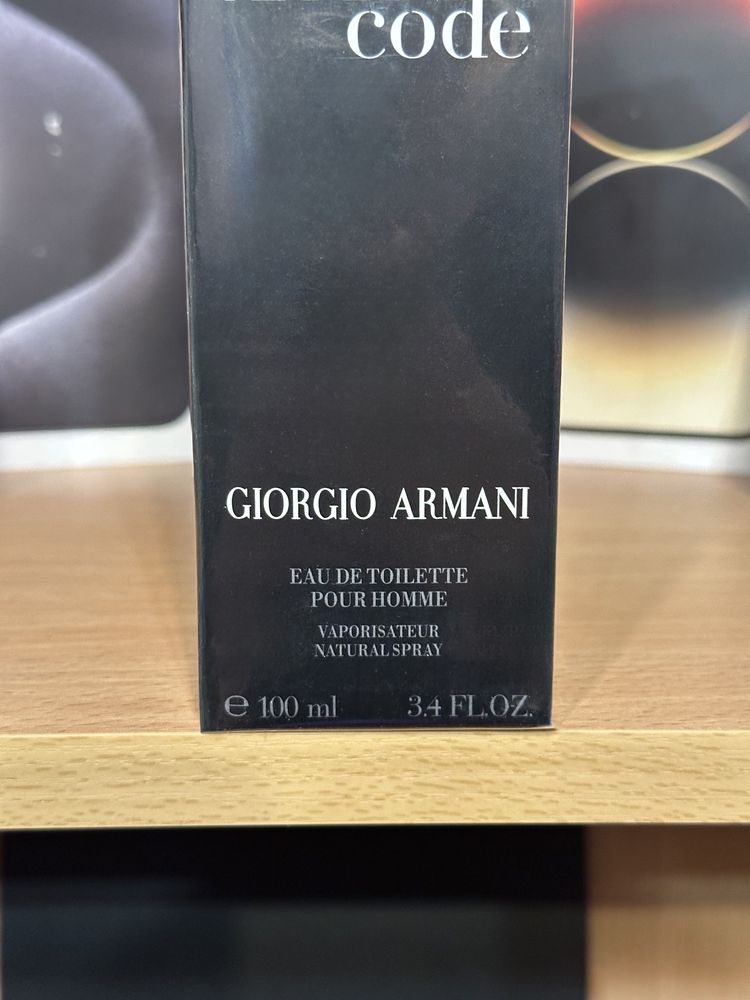 code
GIORGIO ARMANI
EAU DE TOILETTE
POUR HOMME
VAPORISATEUR
NATURAL SPRAY
℮ 100 ml 3.4 FL.OZ.